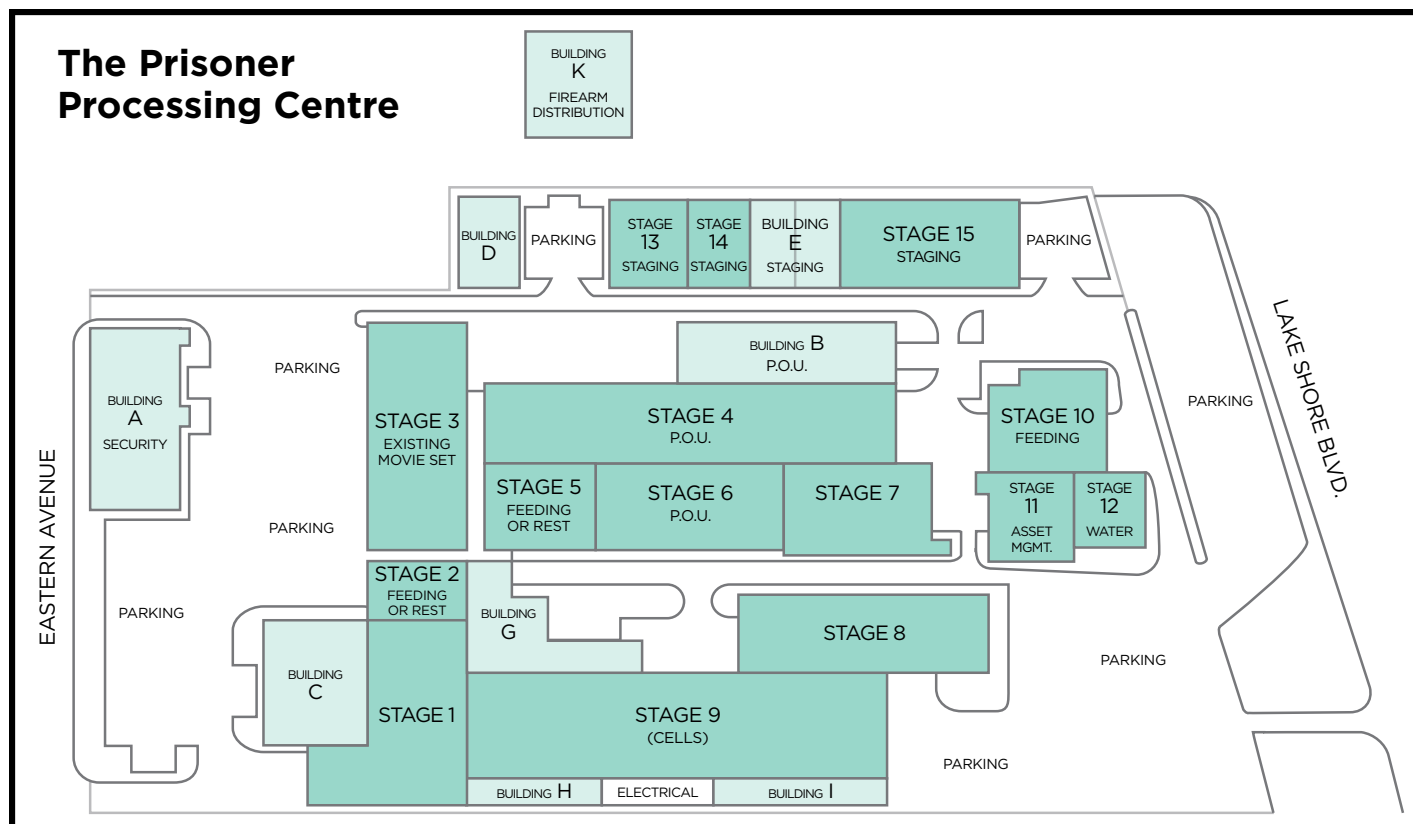 The Prisoner
Processing Centre
BUILDING
K
FIREARM
DISTRIBUTION
BUILDING
D
PARKING
STAGE
13
STAGING
STAGE
14
STAGING
BUILDING
E
STAGING
STAGE 15
STAGING
PARKING
LAKE SHORE BLVD.
PARKING
EASTERN AVENUE
BUILDING
A
SECURITY
PARKING
PARKING
PARKING
STAGE 3
EXISTING
MOVIE SET
BUILDING B
P.O.U.
STAGE 4
P.O.U.
STAGE 5
FEEDING
OR REST
STAGE 6
P.O.U.
STAGE 7
STAGE 10
FEEDING
STAGE
11
ASSET
MGMT.
STAGE
12
WATER
STAGE 2
FEEDING
OR REST
BUILDING
G
STAGE 8
PARKING
BUILDING
C
STAGE 1
STAGE 9
(CELLS)
PARKING
BUILDING H
ELECTRICAL
BUILDING I